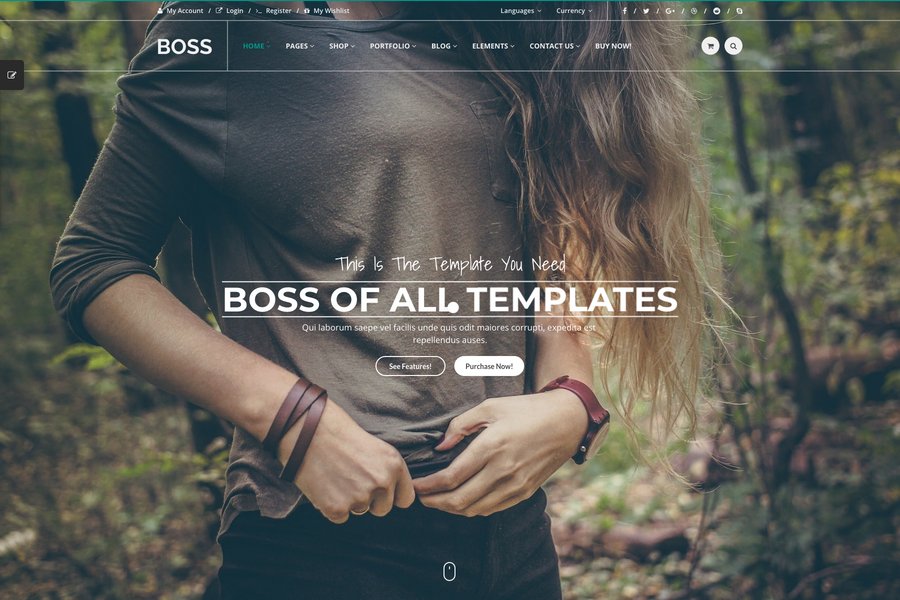 My Account / Login / Register / My Wishlist
Languages Currency
BOSS
HOME PAGES SHOP PORTFOLIO BLOG ELEMENTS CONTACT US BUY NOW!
This Is The Template You Need
BOSS OF ALL TEMPLATES
Qui laborum saepe vel facilis unde quis odit maiores corrupti, expedita est
repellendus auses.
See Features! Purchase Now!